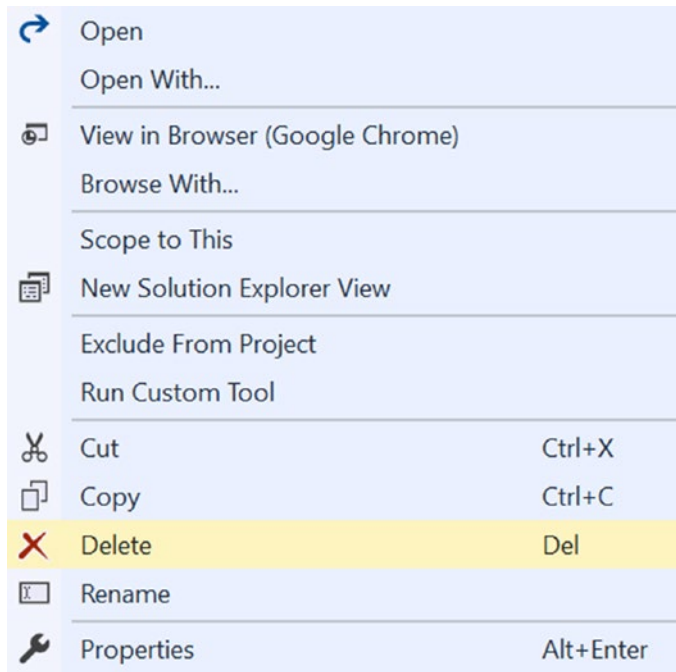 Open
Open With...
View in Browser (Google Chrome)
Browse With...
Scope to This
New Solution Explorer View
Exclude From Project
Run Custom Tool
Cut Ctrl+X
Copy Ctrl+C
Delete Del
Rename
Properties Alt+Enter